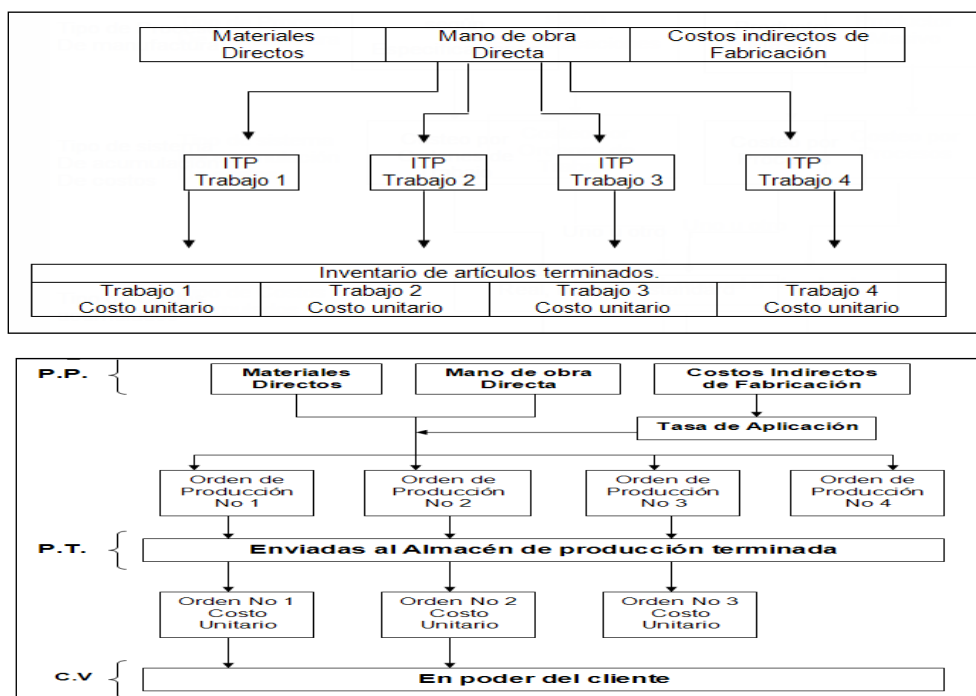 Materiales Directos
Mano de obra Directa
Costos indirectos de Fabricación
ITP
Trabajo 1
ITP
Trabajo 2
ITP
Trabajo 3
ITP
Trabajo 4
Inventario de artículos terminados.
Trabajo 1
Costo unitario
Trabajo 2
Costo unitario
Trabajo 3
Costo unitario
Trabajo 4
Costo unitario
P.P.
Materiales
Directos
Mano de obra
Directa
Costos Indirectos
de Fabricación
Tasa de Aplicación
Orden de
Producción
No 1
Orden de
Producción
No 2
Orden de
Producción
No 3
Orden de
Producción
No 4
P.T.
Enviadas al Almacén de producción terminada
Orden No 1
Costo
Unitario
Orden No 2
Costo
Unitario
Orden No 3
Costo
Unitario
C.V
En poder del cliente